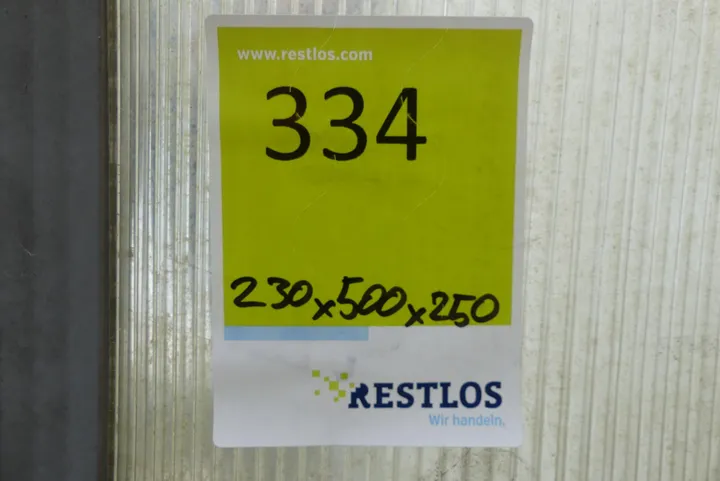 www.restlos.com
334
230x500x250
RESTLOS
Wir handeln.